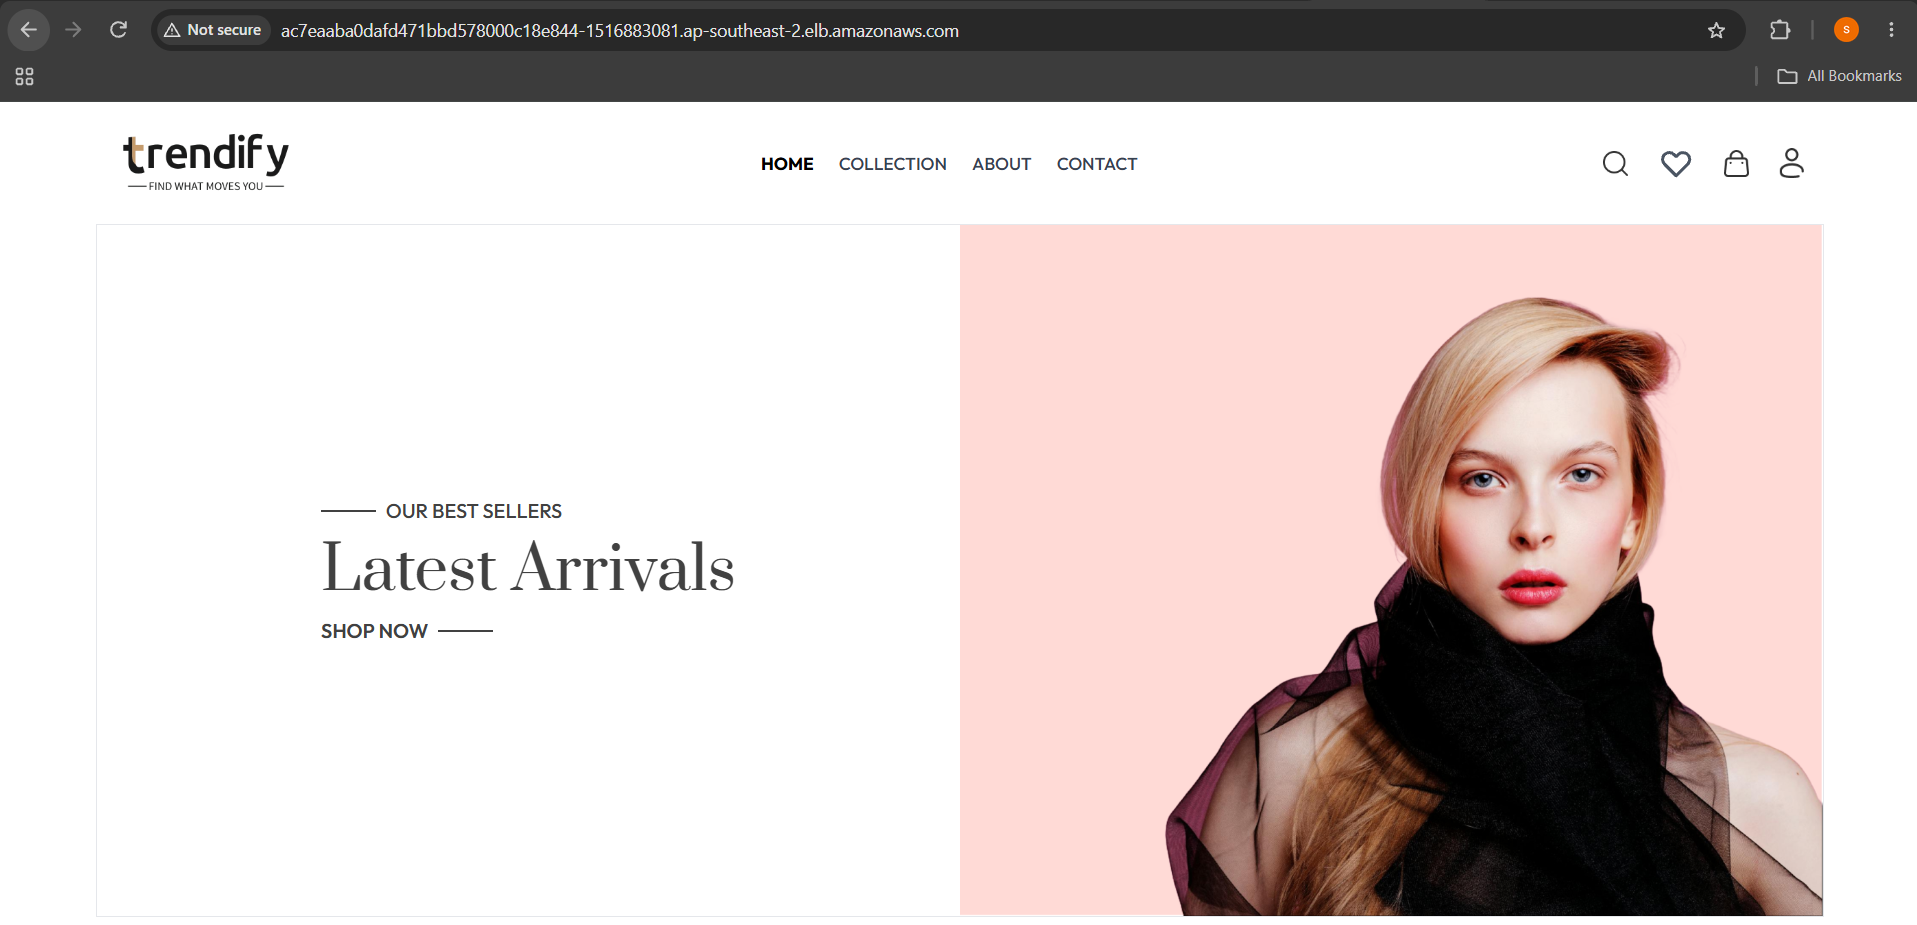 Not secure
ac7eaaba0dafd471bbd578000c18e844-1516883081.ap-southeast-2.elb.amazonaws.com
S
All Bookmarks
trendify
FIND WHAT MOVES YOU
HOME COLLECTION ABOUT CONTACT
OUR BEST SELLERS
Latest Arrivals
SHOP NOW